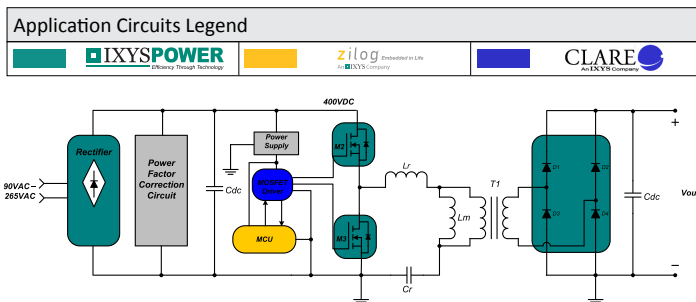 Application Circuits Legend
IXYSPOWER
Efficiency Through Technology
zilog Embedded in Life
An IXYS Company
CLARE
An IXYS Company
400VDC
Rectifier
Power
Factor
Correction
Circuit
90VAC~
265VAC
Cdc
Power
Supply
MOSFET
Driver
MCU
M2
M3
Lr
Lm
T1
Cr
D1
D2
D3
D4
Cdc
+
Vou
−